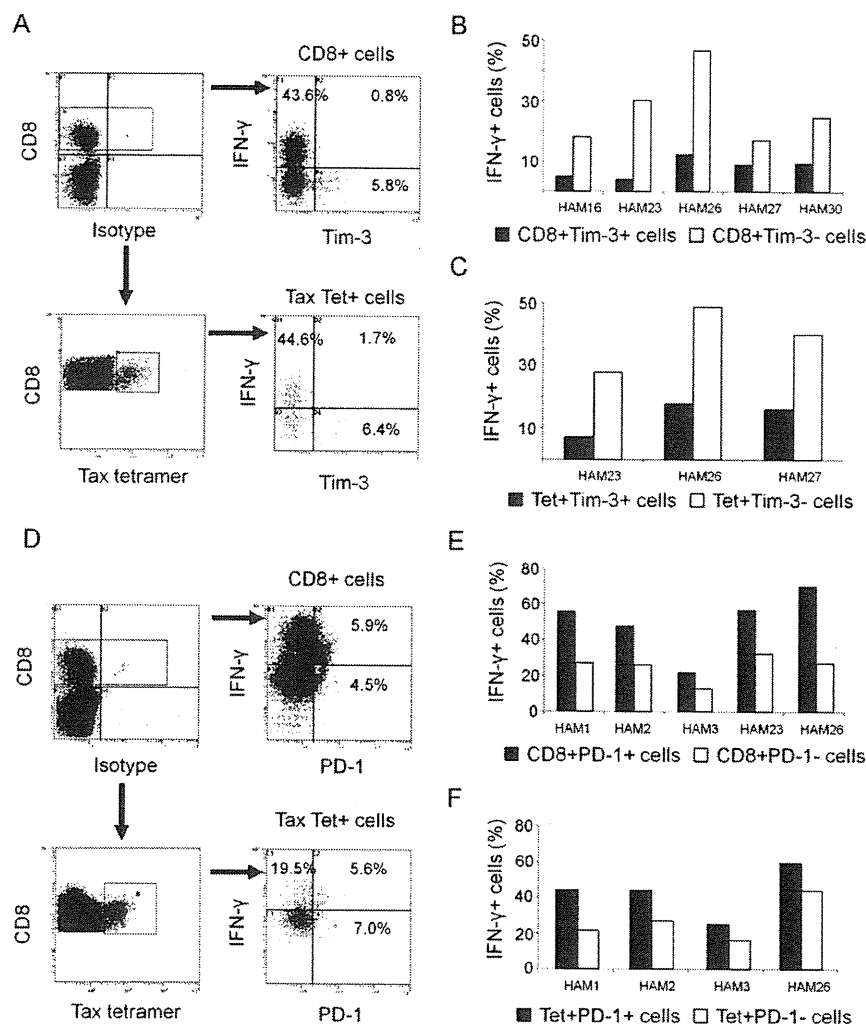 A
CD8+ cells
43.6%
0.8%
5.8%
CD8
Isotype
IFN-γ
Tim-3
Tax Tet+ cells
44.6%
1.7%
6.4%
CD8
Tax tetramer
IFN-γ
Tim-3
B
IFN-γ+ cells (%)
50
30
10
HAM16 HAM23 HAM26 HAM27 HAM30
CD8+Tim-3+ cells CD8+Tim-3- cells
C
IFN-γ+ cells (%)
50
30
10
HAM23 HAM26 HAM27
Tet+Tim-3+ cells Tet+Tim-3- cells
D
CD8+ cells
5.9%
4.5%
CD8
Isotype
IFN-γ
PD-1
Tax Tet+ cells
19.5%
5.6%
7.0%
CD8
Tax tetramer
IFN-γ
PD-1
E
IFN-γ+ cells (%)
80
60
40
20
0
HAM1 HAM2 HAM3 HAM23 HAM26
CD8+PD-1+ cells CD8+PD-1- cells
F
IFN-γ+ cells (%)
80
60
40
20
0
HAM1 HAM2 HAM3 HAM26
Tet+PD-1+ cells Tet+PD-1- cells